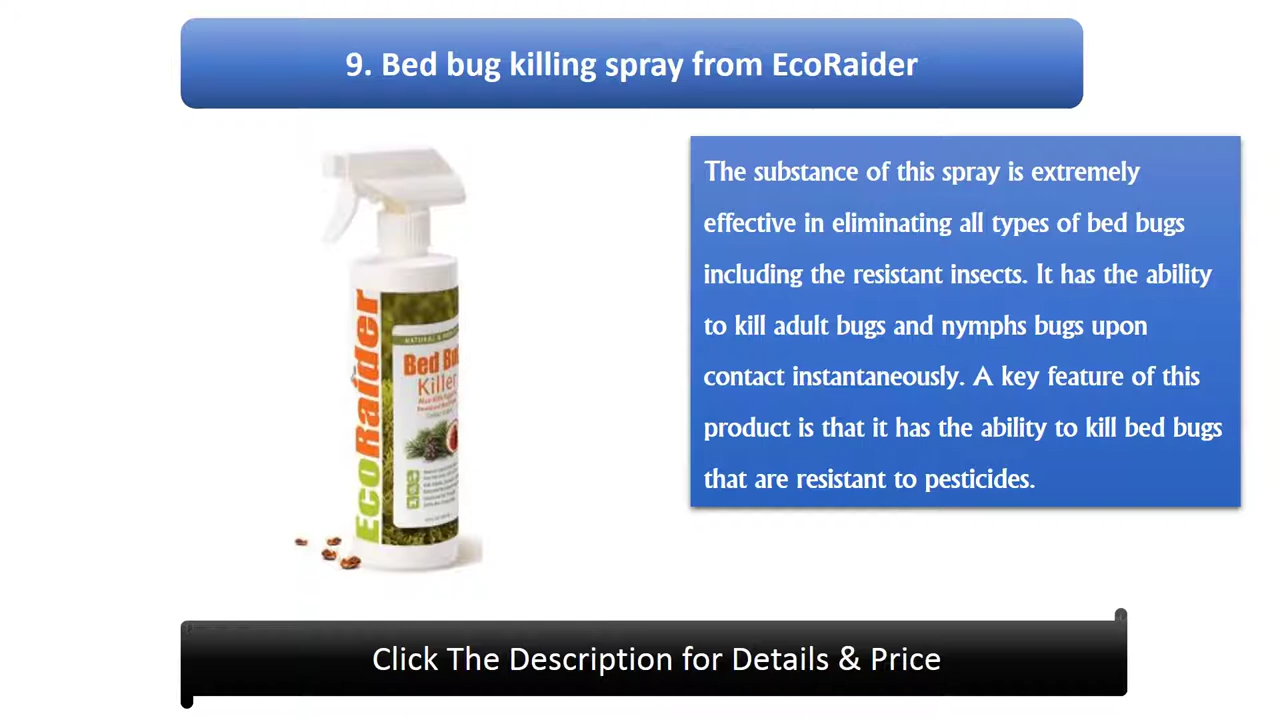 9. Bed bug killing spray from EcoRaider
The substance of this spray is extremely
effective in eliminating all types of bed bugs
including the resistant insects. It has the ability
to kill adult bugs and nymphs bugs upon
contact instantaneously. A key feature of this
product is that it has the ability to kill bed bugs
that are resistant to pesticides.
EcoRaider
Bed Bu
Killer
Click The Description for Details & Price